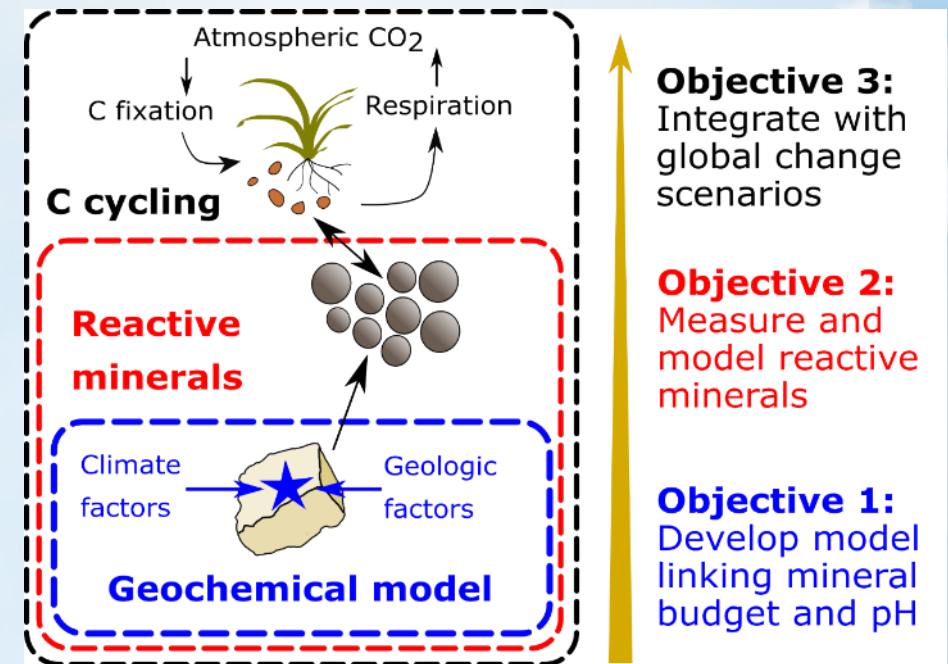 Atmospheric CO2
C fixation
Respiration
C cycling
Reactive
minerals
Climate
factors
Geologic
factors
Geochemical model
Objective 3:
Integrate with
global change
scenarios
Objective 2:
Measure and
model reactive
minerals
Objective 1:
Develop model
linking mineral
budget and pH